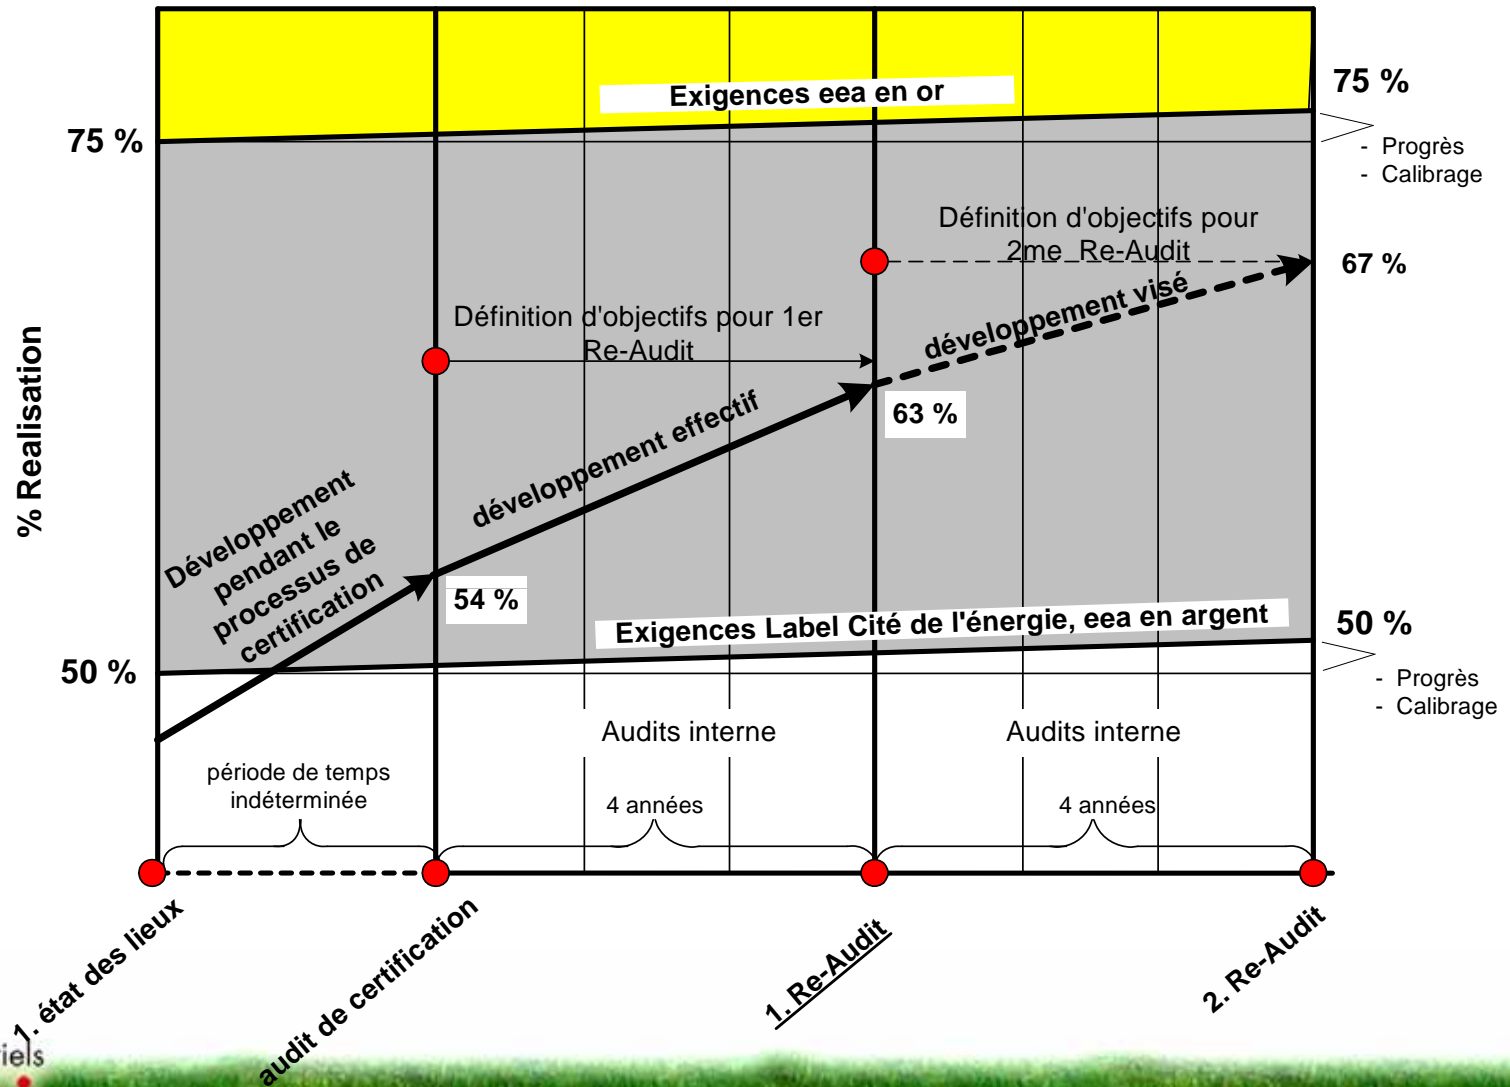 Exigences eea en or
75 %
75 %
- Progrès
- Calibrage
Définition d'objectifs pour
2me Re-Audit
67 %
développement visé
Définition d'objectifs pour 1er
Re-Audit
63 %
% Realisation
développement effectif
Développement
pendant le
processus de
certification
54 %
Exigences Label Cité de l'énergie, eea en argent
50 %
50 %
- Progrès
- Calibrage
Audits interne
Audits interne
période de temps
indéterminée
4 années
4 années
1. état des lieux
audit de certification
1. Re-Audit
2. Re-Audit